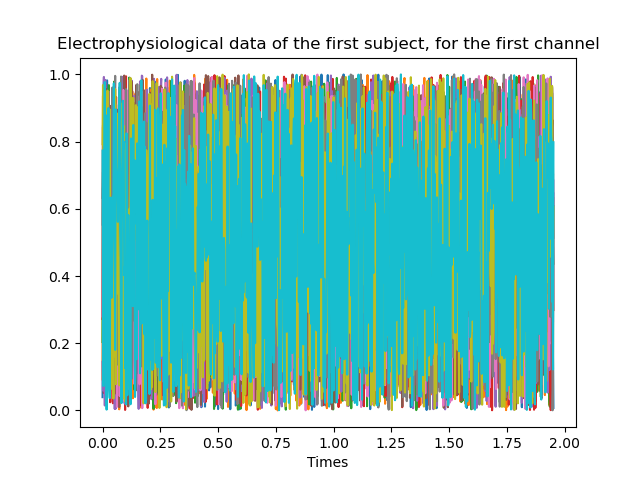 Electrophysiological data of the first subject, for the first channel
1.0
0.8
0.6
0.4
0.2
0.0
0.00 0.25 0.50 0.75 1.00 1.25 1.50 1.75 2.00
Times